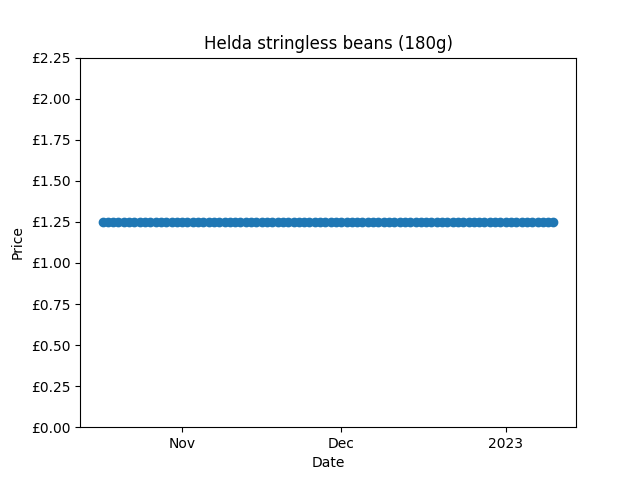 Helda stringless beans (180g)
£2.25
£2.00
£1.75
£1.50
£1.25
£1.00
£0.75
£0.50
£0.25
£0.00
Price
Nov
Dec
2023
Date